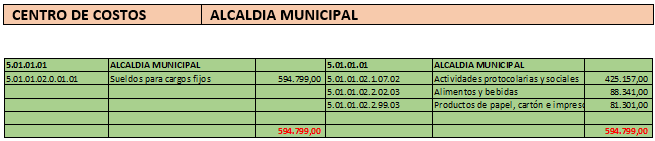 CENTRO DE COSTOS ALCALDIA MUNICIPAL
5.01.01.01 ALCALDIA MUNICIPAL 5.01.01.01 ALCALDIA MUNICIPAL
5.01.01.02.0.01.01 Sueldos para cargos fijos 594.799,00 5.01.01.02.1.07.02 Actividades protocolarias y sociales 425.157,00
5.01.01.02.2.02.03 Alimentos y bebidas 88.341,00
5.01.01.02.2.99.03 Productos de papel, cartón e impreso 81.301,00
594.799,00 594.799,00